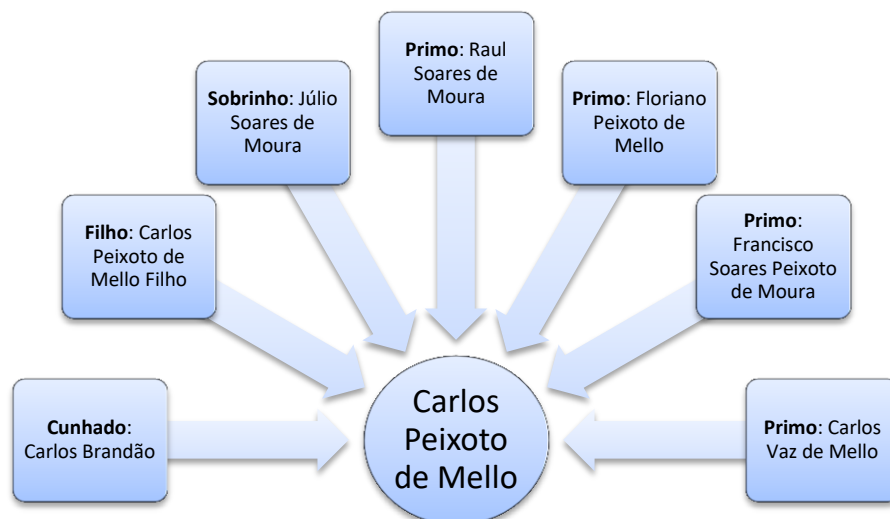 Primo: Raul
Soares de
Moura
Sobrinho: Júlio
Soares de
Moura
Primo: Floriano
Peixoto de
Mello
Filho: Carlos
Peixoto de
Mello Filho
Primo:
Francisco
Soares Peixoto
de Moura
Cunhado:
Carlos Brandão
Carlos
Peixoto
de Mello
Primo: Carlos
Vaz de Mello